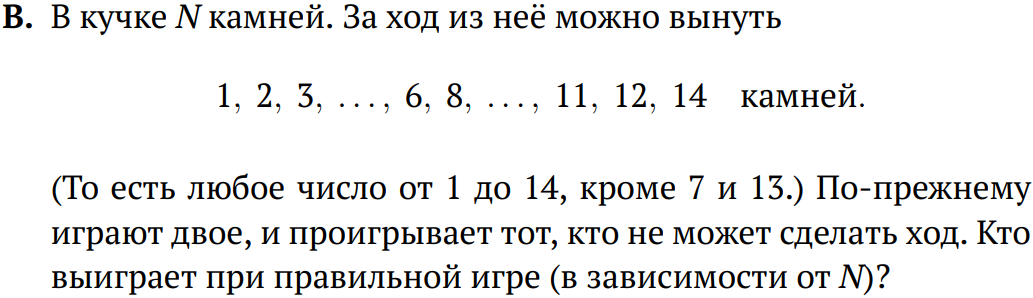 В. В кучке N камней. За ход из неё можно вынуть
1, 2, 3, ..., 6, 8, ..., 11, 12, 14 камней.
(То есть любое число от 1 до 14, кроме 7 и 13.) По-прежнему
играют двое, и проигрывает тот, кто не может сделать ход. Кто
выиграет при правильной игре (в зависимости от N)?